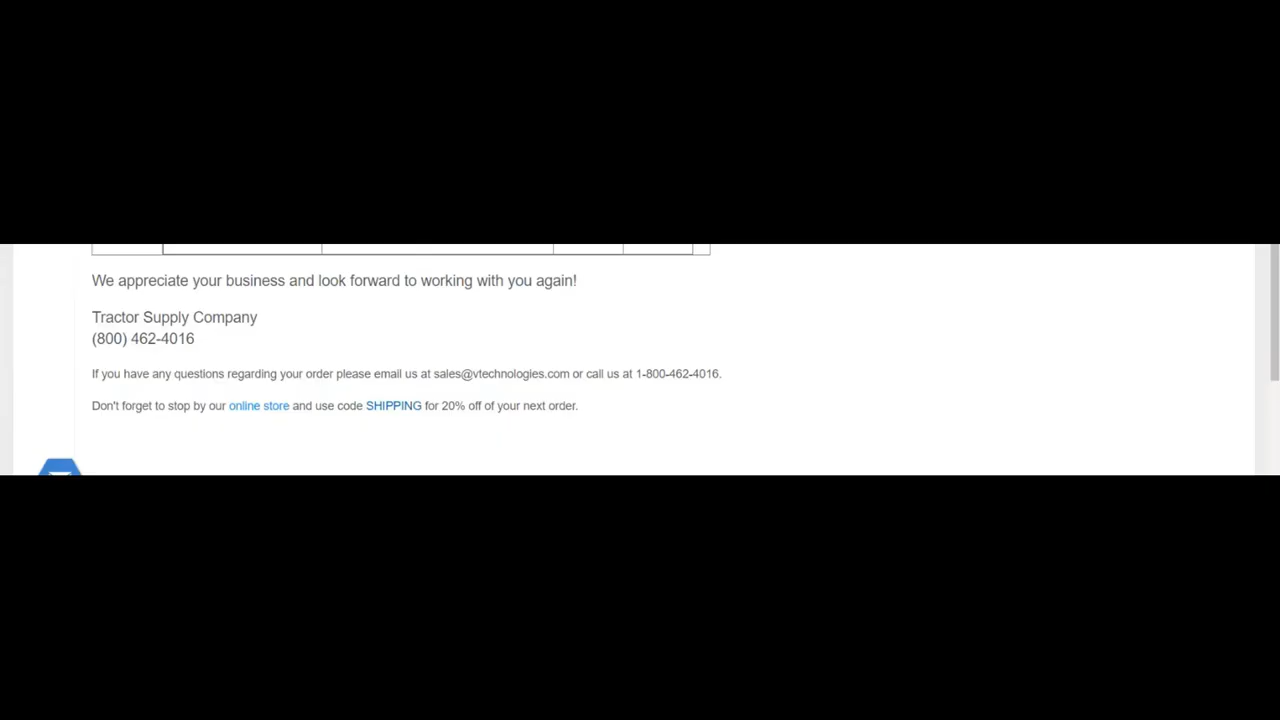 We appreciate your business and look forward to working with you again!
Tractor Supply Company
(800) 462-4016
If you have any questions regarding your order please email us at sales@vtechnologies.com or call us at 1-800-462-4016.
Don't forget to stop by our online store and use code SHIPPING for 20% off of your next order.